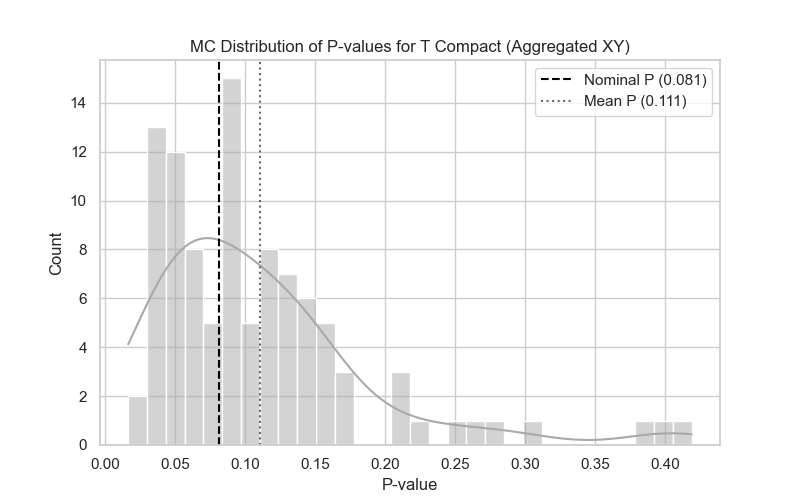 MC Distribution of P-values for T Compact (Aggregated XY)
Nominal P (0.081)
Mean P (0.111)
Count
14
12
10
8
6
4
2
0
0.00 0.05 0.10 0.15 0.20 0.25 0.30 0.35 0.40
P-value